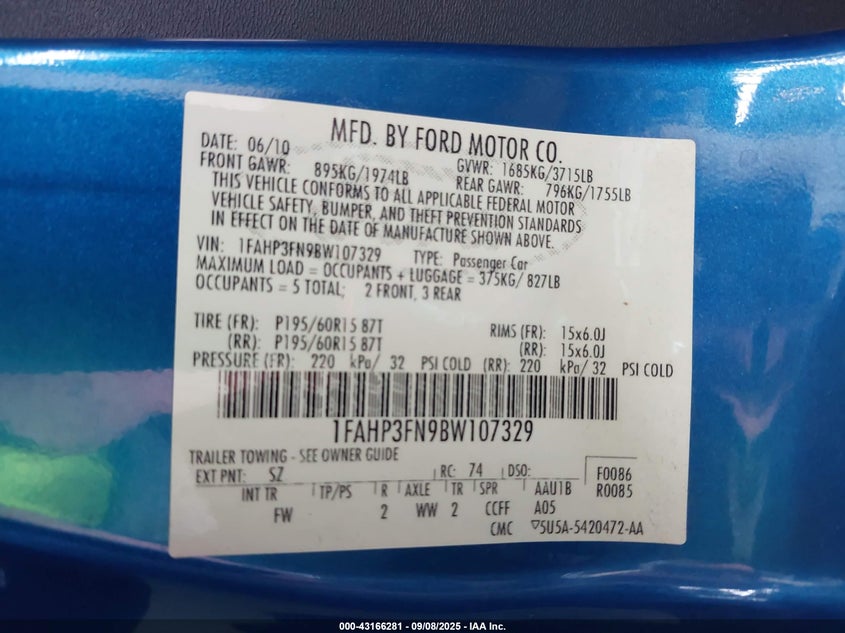 MFD. BY FORD MOTOR CO.
DATE: 06/10 GVWR: 1685KG/3715LB
FRONT GAWR: 895KG/1974LB REAR GAWR: 796KG/1755LB
THIS VEHICLE CONFORMS TO ALL APPLICABLE FEDERAL MOTOR
VEHICLE SAFETY, BUMPER, AND THEFT PREVENTION STANDARDS
IN EFFECT ON THE DATE OF MANUFACTURE SHOWN ABOVE.
VIN: 1FAHP3FN9BW107329 TYPE: Passenger Car
MAXIMUM LOAD = OCCUPANTS + LUGGAGE = 375KG/ 827LB
OCCUPANTS = 5 TOTAL; 2 FRONT, 3 REAR
TIRE (FR): P195/60R15 87T RIMS (FR): 15x6.0J
(RR): P195/60R15 87T (RR): 15x6.0J
PRESSURE (FR): 220 kPa/ 32 PSI COLD (RR): 220 kPa/ 32 PSI COLD
1FAHP3FN9BW107329
TRAILER TOWING - SEE OWNER GUIDE
EXT PNT: SZ RC: 74 DSO: F0086
INT TR TP/PS R AXLE TR SPR AAU1B R0085
FW 2 WW 2 CCFF A05
CMC 5U5A-5420472-AA
000-43166281 - 09/08/2025 - IAA Inc.